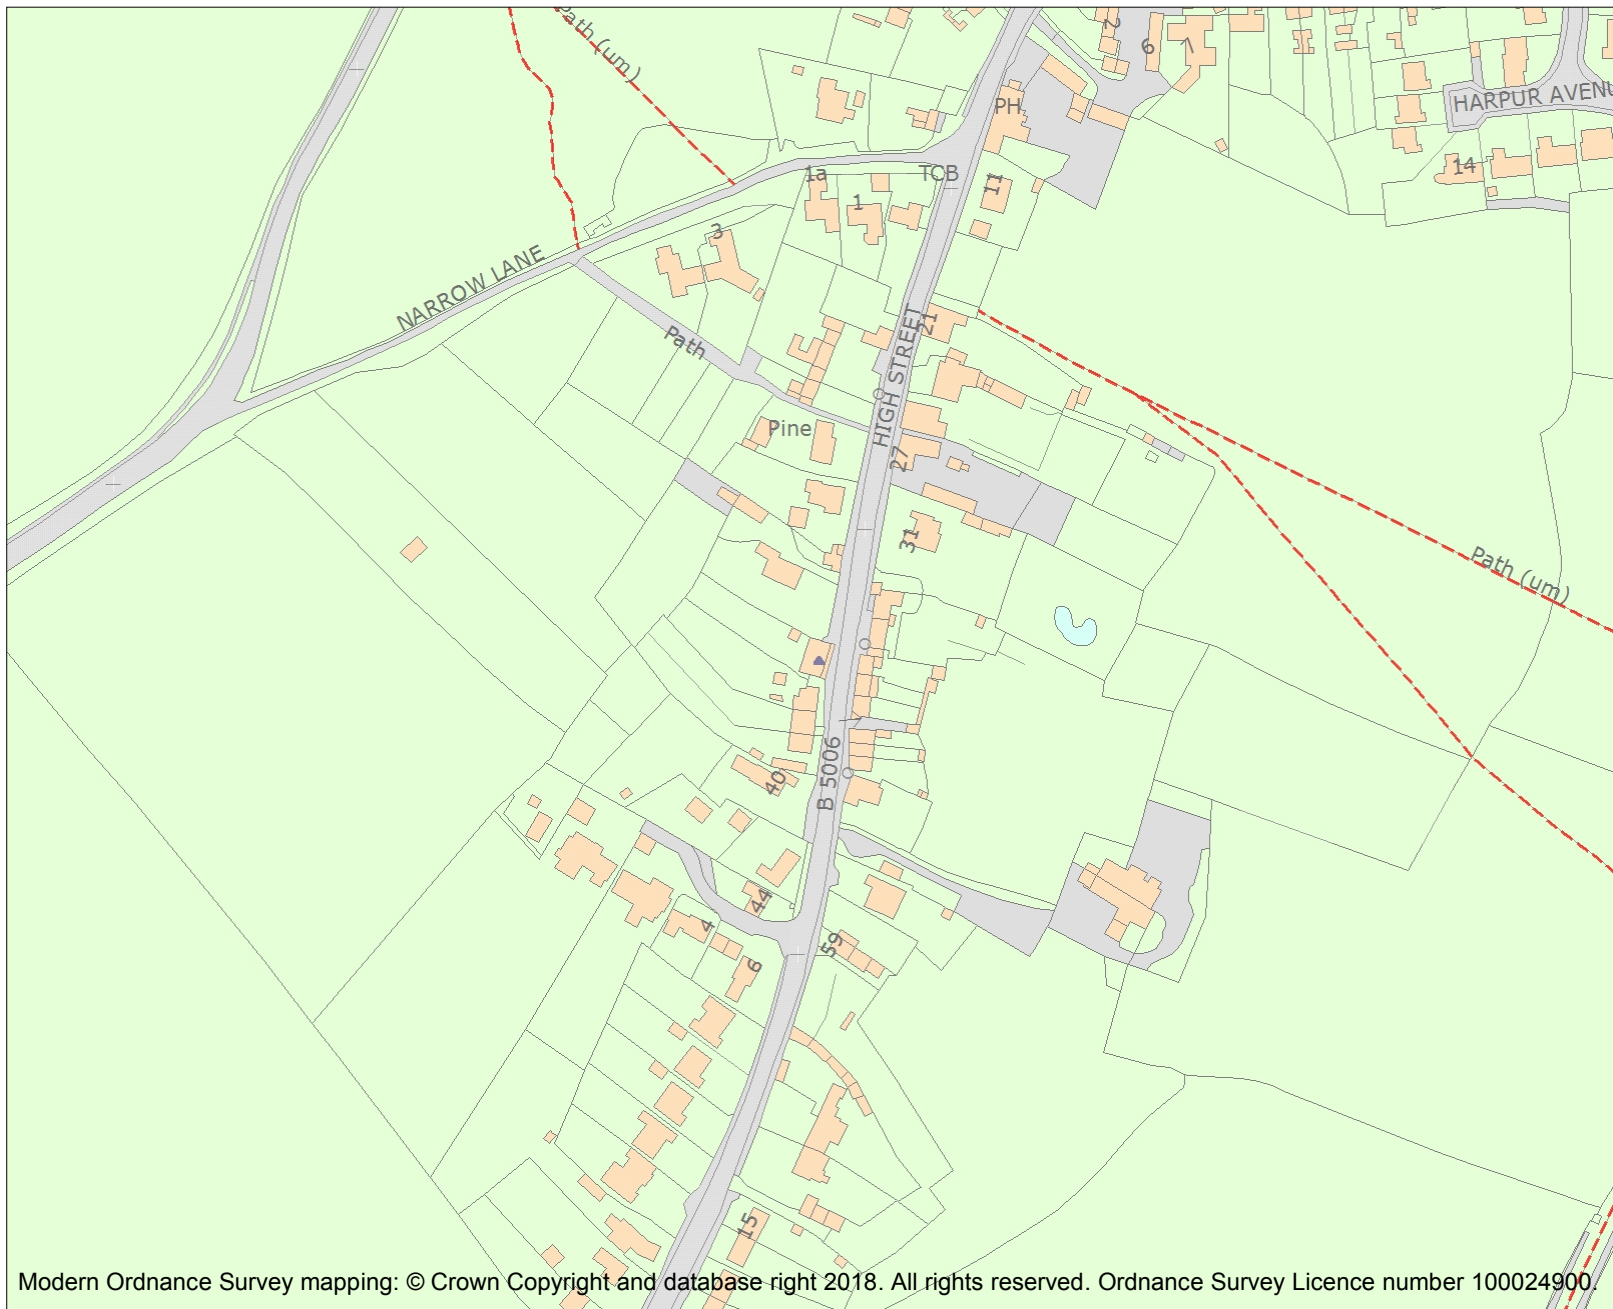 Path (um)
2
6
7
PH
HARPUR AVENU
14
TCB
1a
1
11
3
NARROW LANE
Path
21
HIGH STREET
Pine
27
31
Path (um)
B 5006
40
44
4
59
6
15
Modern Ordnance Survey mapping: © Crown Copyright and database right 2018. All rights reserved. Ordnance Survey Licence number 100024900.